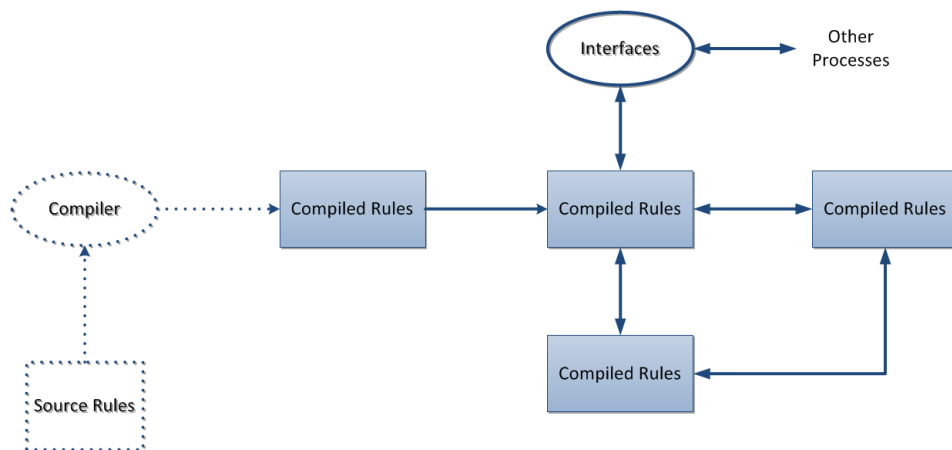 Interfaces
Other
Processes
Compiler
Compiled Rules
Compiled Rules
Compiled Rules
Compiled Rules
Source Rules